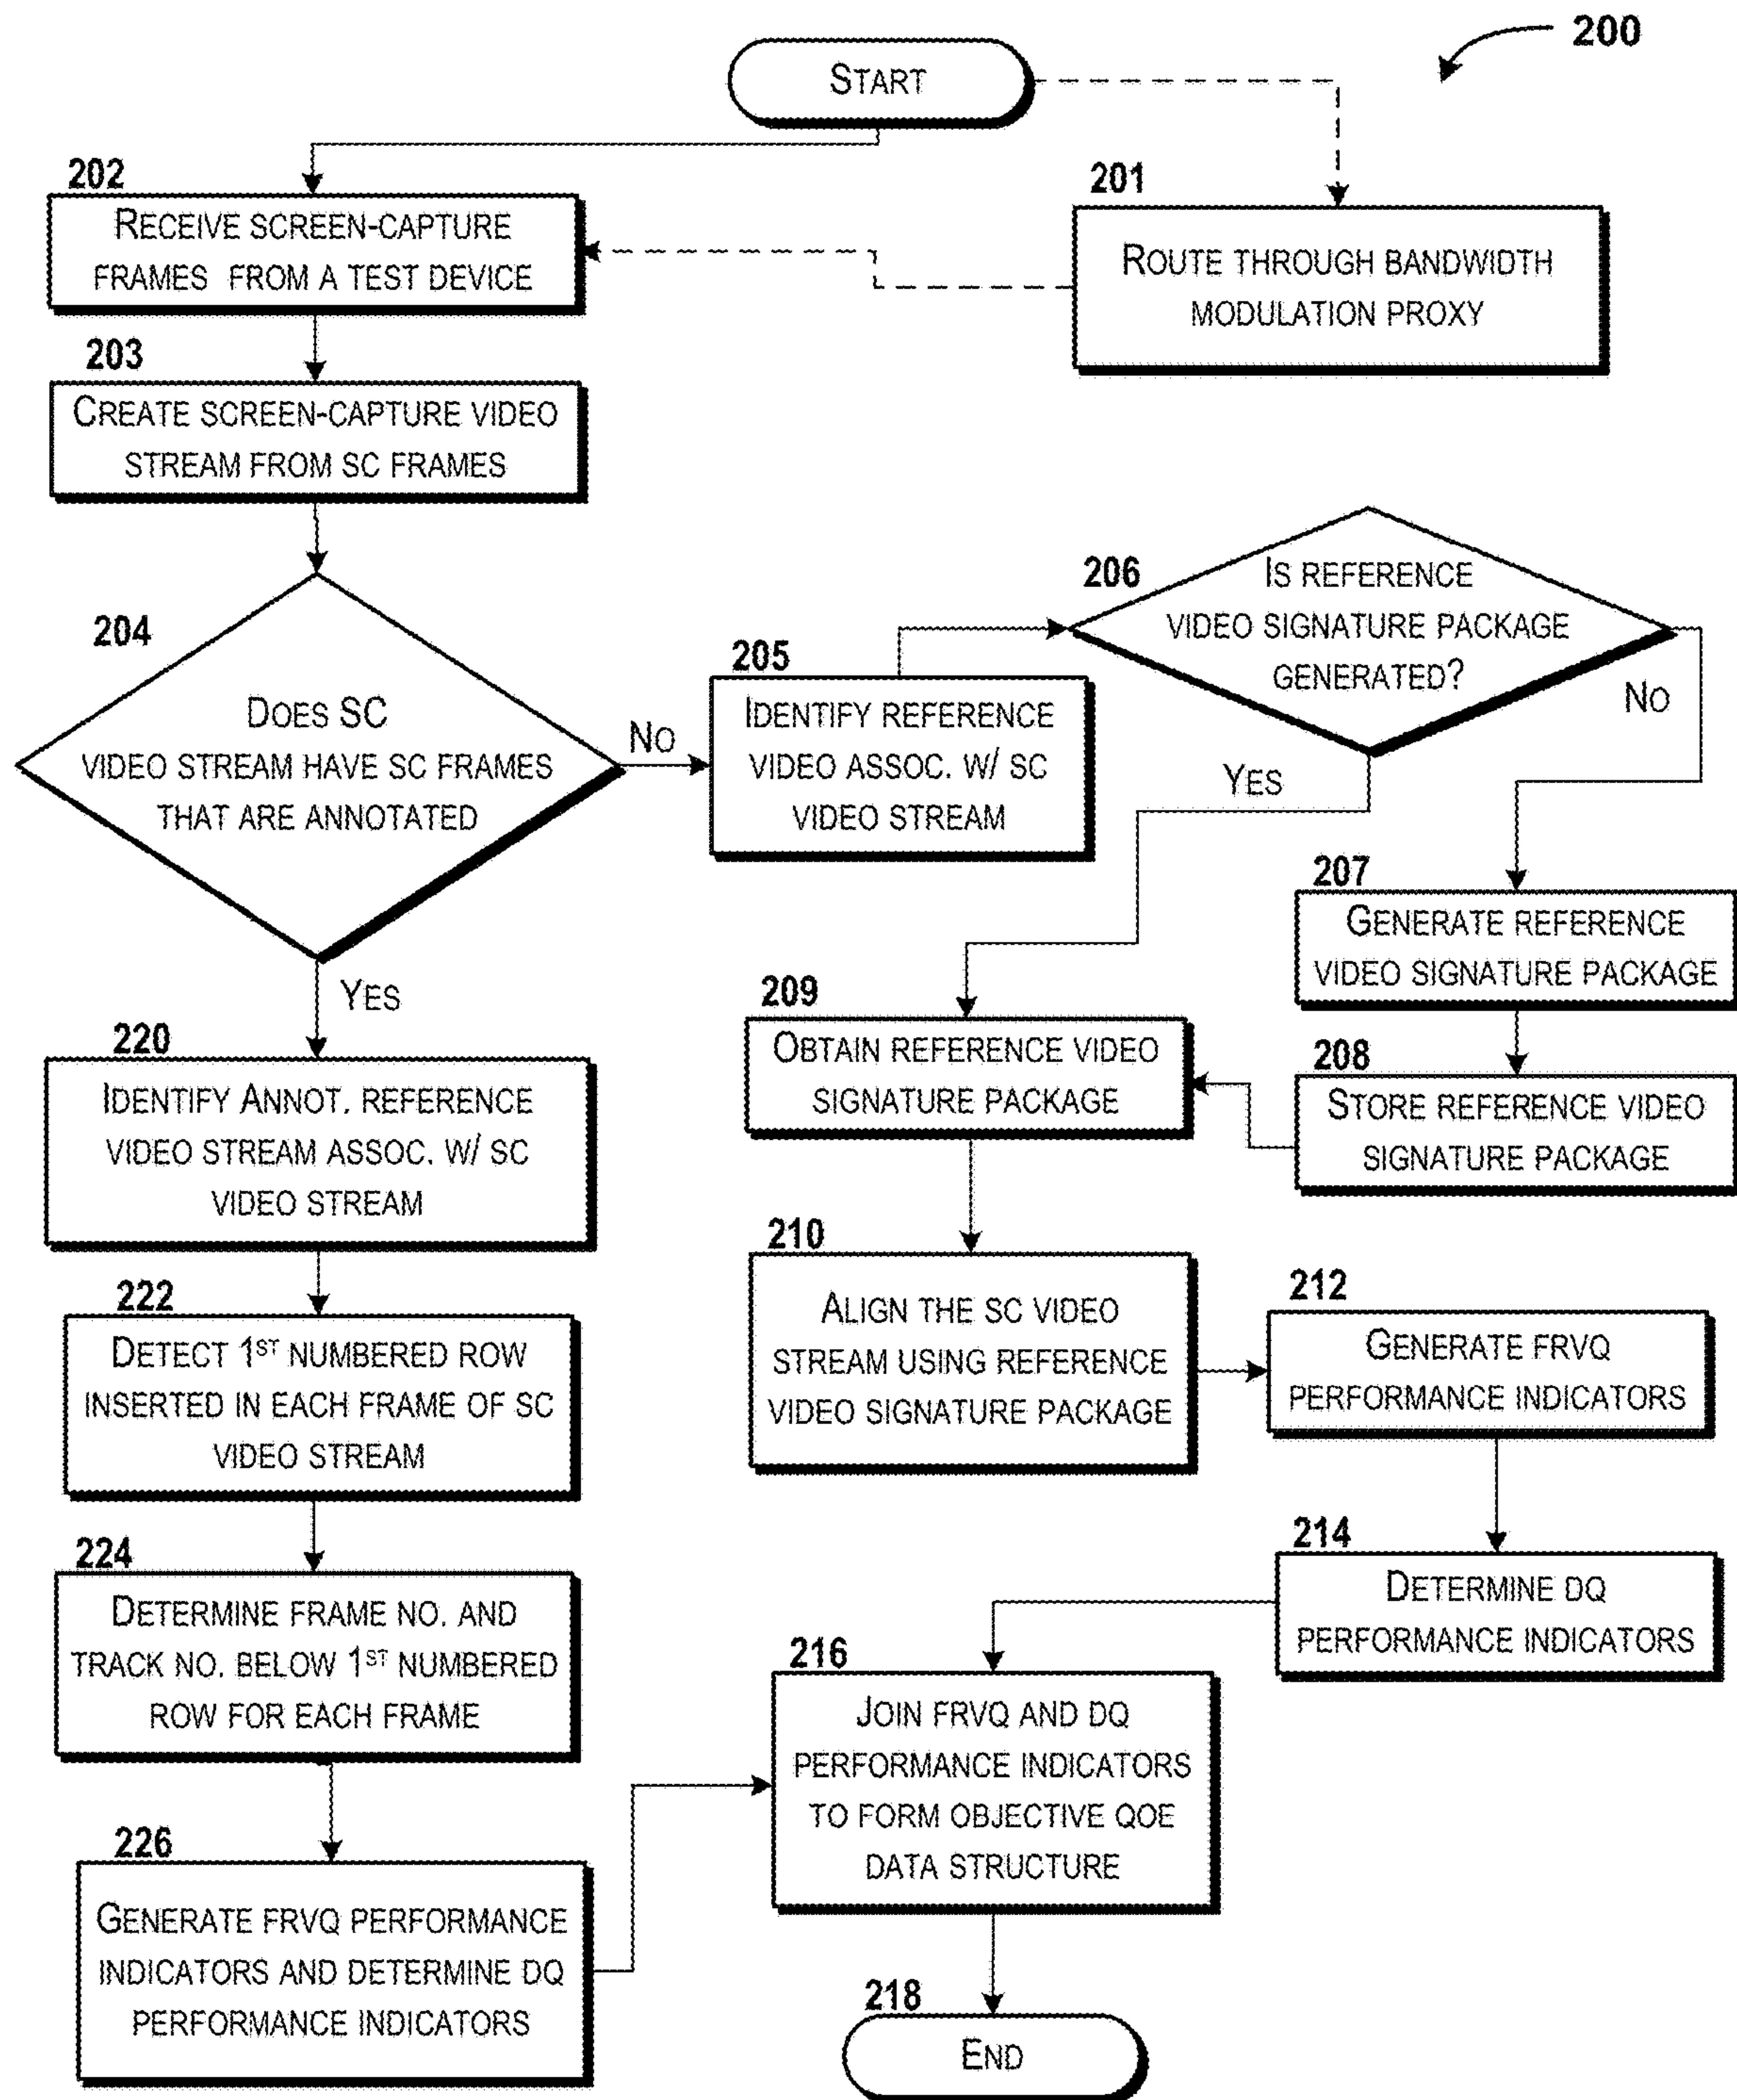 200
START
202
RECEIVE SCREEN-CAPTURE
FRAMES FROM A TEST DEVICE
201
ROUTE THROUGH BANDWIDTH
MODULATION PROXY
203
CREATE SCREEN-CAPTURE VIDEO
STREAM FROM SC FRAMES
204
DOES SC
VIDEO STREAM HAVE SC FRAMES
THAT ARE ANNOTATED
NO
YES
205
IDENTIFY REFERENCE
VIDEO ASSOC. W/ SC
VIDEO STREAM
206
IS REFERENCE
VIDEO SIGNATURE PACKAGE
GENERATED?
NO
YES
207
GENERATE REFERENCE
VIDEO SIGNATURE PACKAGE
208
STORE REFERENCE VIDEO
SIGNATURE PACKAGE
209
OBTAIN REFERENCE VIDEO
SIGNATURE PACKAGE
210
ALIGN THE SC VIDEO
STREAM USING REFERENCE
VIDEO SIGNATURE PACKAGE
212
GENERATE FRVQ
PERFORMANCE INDICATORS
214
DETERMINE DQ
PERFORMANCE INDICATORS
220
IDENTIFY ANNOT. REFERENCE
VIDEO STREAM ASSOC. W/ SC
VIDEO STREAM
222
DETECT 1ST NUMBERED ROW
INSERTED IN EACH FRAME OF SC
VIDEO STREAM
224
DETERMINE FRAME NO. AND
TRACK NO. BELOW 1ST NUMBERED
ROW FOR EACH FRAME
226
GENERATE FRVQ PERFORMANCE
INDICATORS AND DETERMINE DQ
PERFORMANCE INDICATORS
216
JOIN FRVQ AND DQ
PERFORMANCE INDICATORS
TO FORM OBJECTIVE QOE
DATA STRUCTURE
218
END